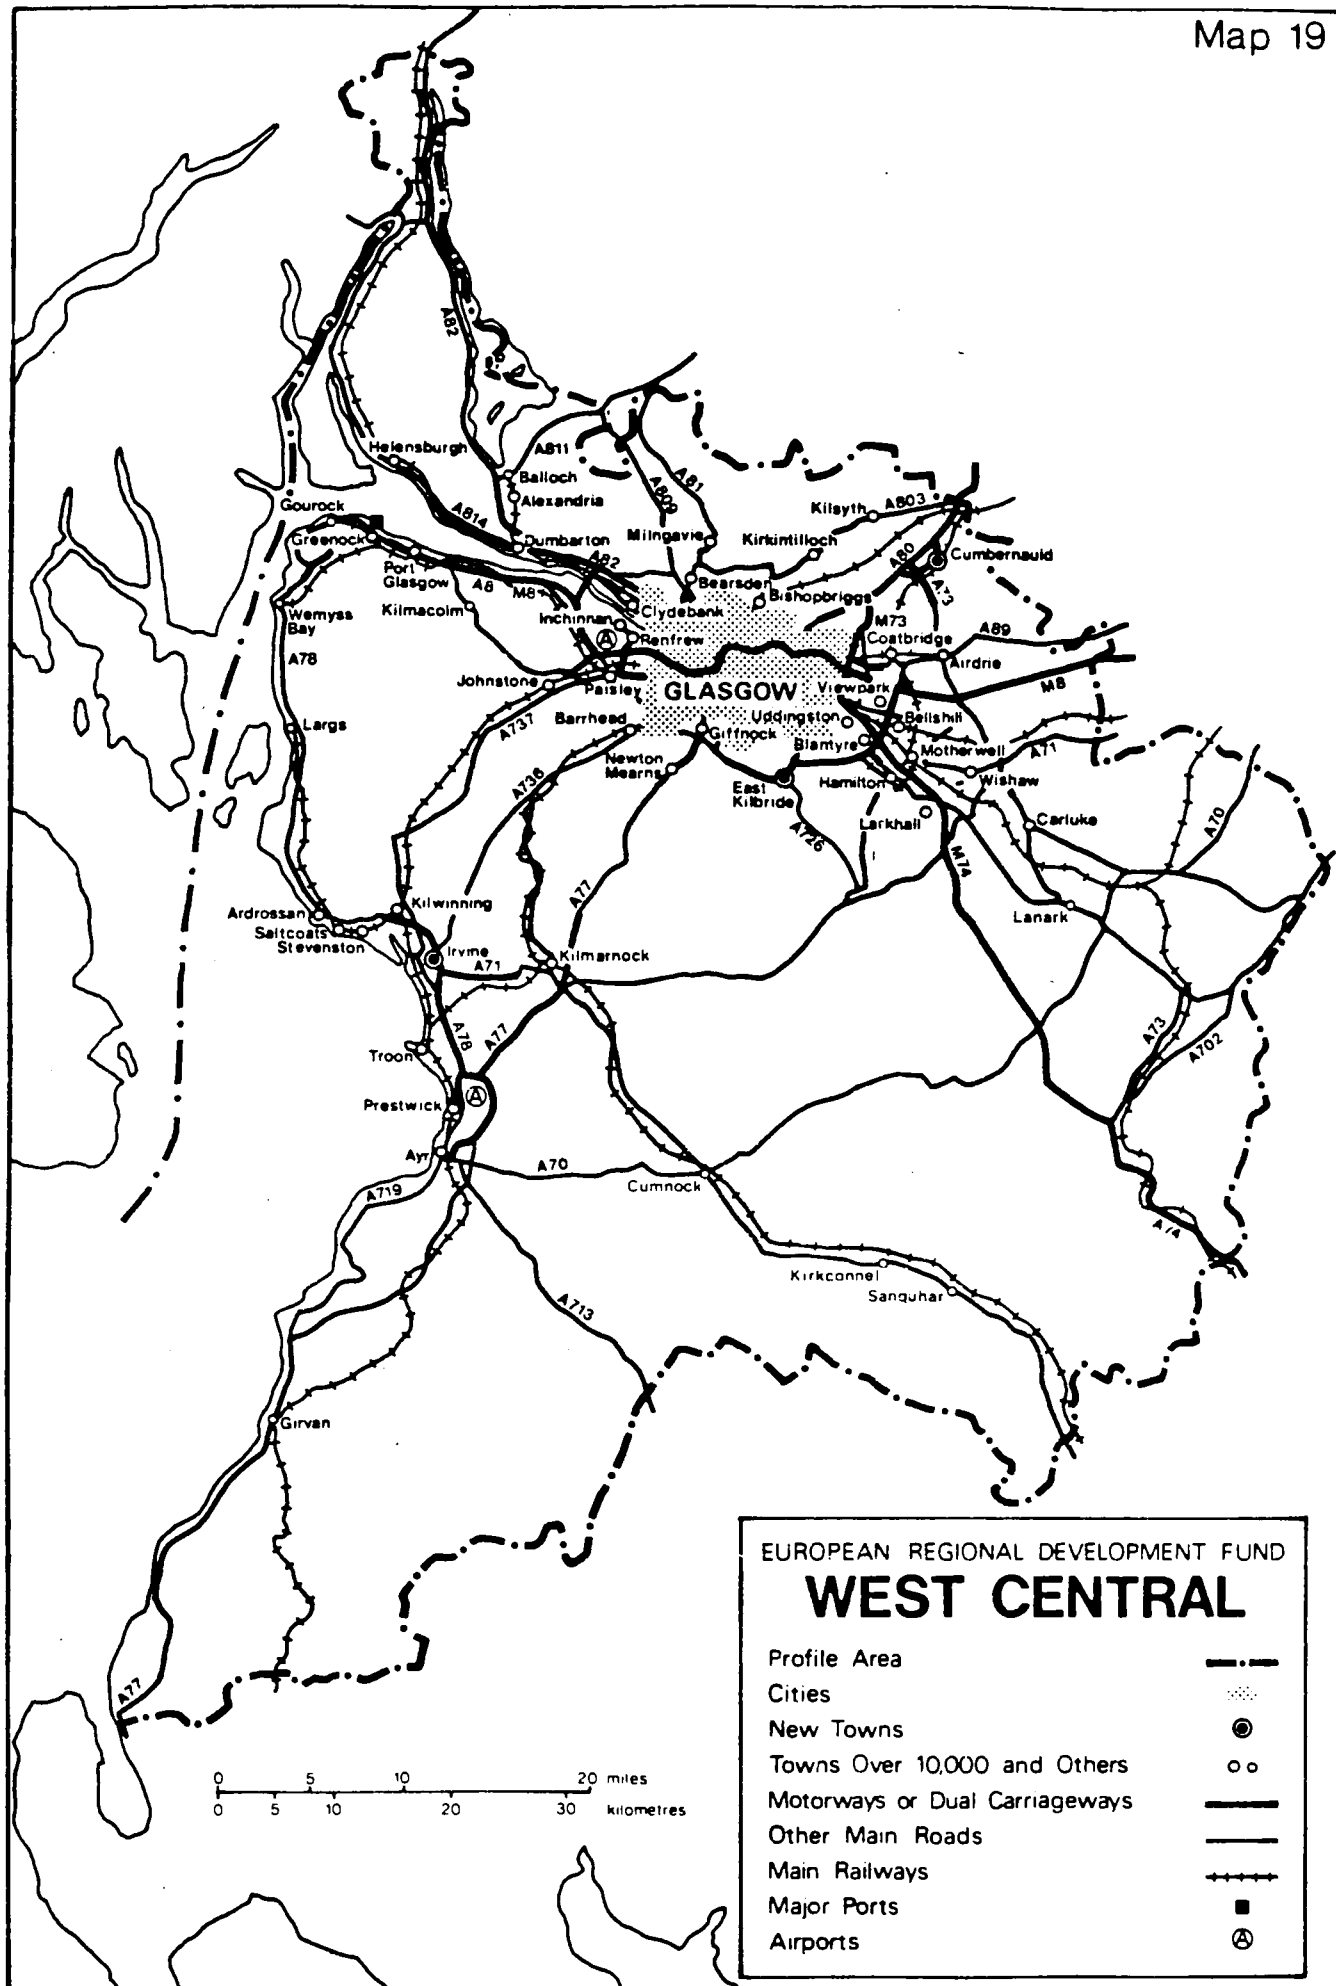 Map 19
A82
Helensburgh
A811
Balloch
A81
A809
Alexandria
Gourock
A814
Kilsyth
A803
Greenock
Dumbarton
Milngavie
Kirkintilloch
A80
Cumbernauld
A82
Port
Glasgow
A8
M8
Bearsden
A73
Kilmacolm
Clydebank
Bishopbriggs
Wemyss
Bay
Inchinnan
M73
A
Renfrew
Coatbridge
A89
Airdrie
A78
Johnstone
Paisley
GLASGOW
Viewpark
M8
Largs
A737
Barrhead
Uddingston
Bellshill
Giffnock
Blantyre
Motherwell
A71
Newton
Mearns
A736
East
Kilbride
Hamilton
Wishaw
Larkhall
Carluke
A70
A726
M74
A77
Ardrossan
Kilwinning
Lanark
Saltcoats
Stevenston
Irvine
A71
Kilmarnock
A78
A77
A73
A702
Troon
Prestwick
A
Ayr
A70
Cumnock
A719
A74
Kirkconnel
Sanquhar
A713
Girvan
A77
0 5 10 20 miles
0 5 10 20 30 kilometres
EUROPEAN REGIONAL DEVELOPMENT FUND
WEST CENTRAL
Profile Area
Cities
New Towns
Towns Over 10,000 and Others
Motorways or Dual Carriageways
Other Main Roads
Main Railways
Major Ports
Airports
A